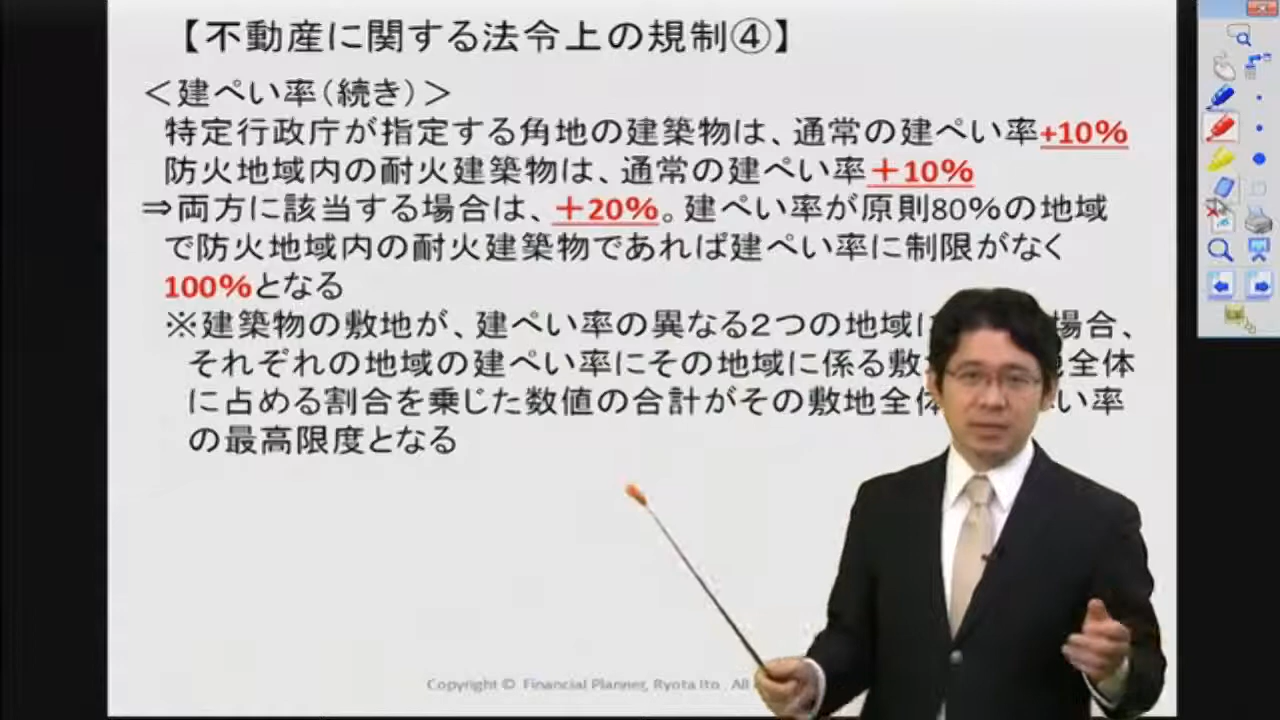 【不動産に関する法令上の規制④】
＜建ぺい率（続き）＞
特定行政庁が指定する角地の建築物は、通常の建ぺい率+10%
防火地域内の耐火建築物は、通常の建ぺい率＋10%
⇒両方に該当する場合は、＋20%。建ぺい率が原則80%の地域
で防火地域内の耐火建築物であれば建ぺい率に制限がなく
100%となる
※建築物の敷地が、建ぺい率の異なる２つの地域に 場合、
それぞれの地域の建ぺい率にその地域に係る敷 全体
に占める割合を乗じた数値の合計がその敷地全体 い率
の最高限度となる
Copyright © Financial Planner, Ryota Ito . All